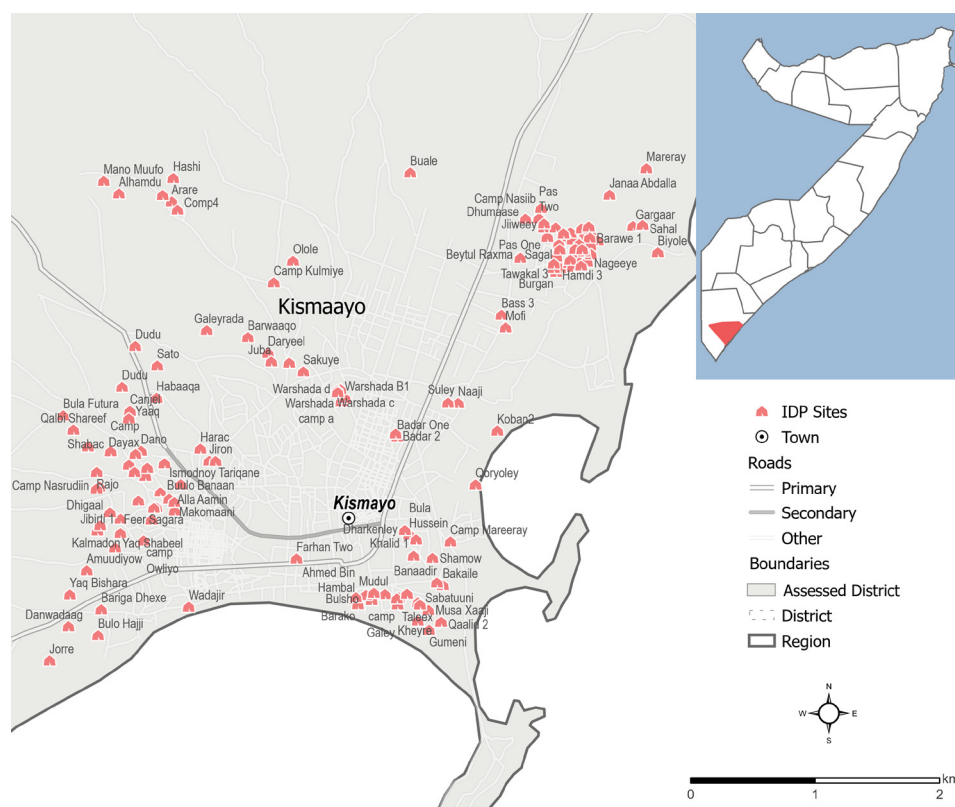 Mareray
Buale
Mano Muufo
Hashi
Alhamdu
Arare
Comp4
Janaa Abdalla
Pas
Two
Camp Nasiib
Dhumaase
Jiiweey
Gargaar
Sahal
Biyole
Barawe 1
Pas One
Sagal
Beytul Raxma
Nageeye
Tawakal 3
Hamdi 3
Burgan
Olole
Camp Kulmiye
Kismaayo
Bass 3
Mofi
Galeyrada
Barwaaqo
Daryeel
Juba
Sakuye
Dudu
Sato
Dudu
Habaaqa
Warshada d
Warshada B1
Warshada
camp a
Warshada c
Suley
Naaji
Bula Futura
Canjel
Yaaq
Camp
Qalhi Shareef
Badar One
Badar 2
Koban2
Shabac
Dayax
Dano
Harac
Jiron
Ismodnoy
Tariqane
Camp Nasrudiin
Rajo
Buulo Banaan
Qoryoley
Dhigaal
Alla Aamin
Makomaani
Jibirti 1
Feer
Sagara
Kismayo
Bula
Hussein
Dharkenley
Khalid 1
Camp Mareeray
Kalmadon
Yaq Shabeel
camp
Farhan Two
Shamow
Amuudiyow
Owliyo
Ahmed Bin
Hambal
Banaadir
Bakaile
Mudul
Yaq Bishara
Bulsho
Sabatuuni
Bariga Dhexe
Wadajir
Barako
camp
Taleex
Musa Xaaji
Danwadaag
Bulo Hajji
Galey
Kheyre
Qaalid 2
Gumeni
Jorre
IDP Sites
Town
Roads
Primary
Secondary
Other
Boundaries
Assessed District
District
Region
N
W
E
S
km
0
1
2